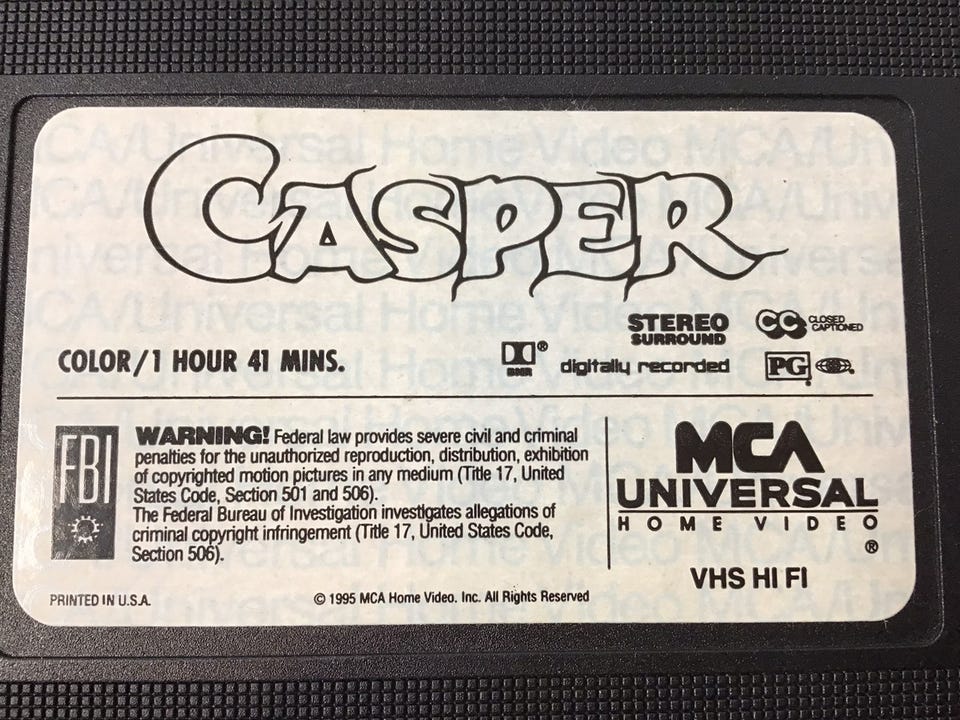 CASPER
STEREO
SURROUND
CC CLOSED
CAPTIONED
COLOR/1 HOUR 41 MINS.
®
BNR
digitally recorded
PG
®
FBI
WARNING! Federal law provides severe civil and criminal
penalties for the unauthorized reproduction, distribution, exhibition
of copyrighted motion pictures in any medium (Title 17, United
States Code, Section 501 and 506).
The Federal Bureau of Investigation investigates allegations of
criminal copyright infringement (Title 17, United States Code,
Section 506).
MCA
UNIVERSAL
HOME VIDEO
®
VHS HI FI
PRINTED IN U.S.A.
© 1995 MCA Home Video. Inc. All Rights Reserved